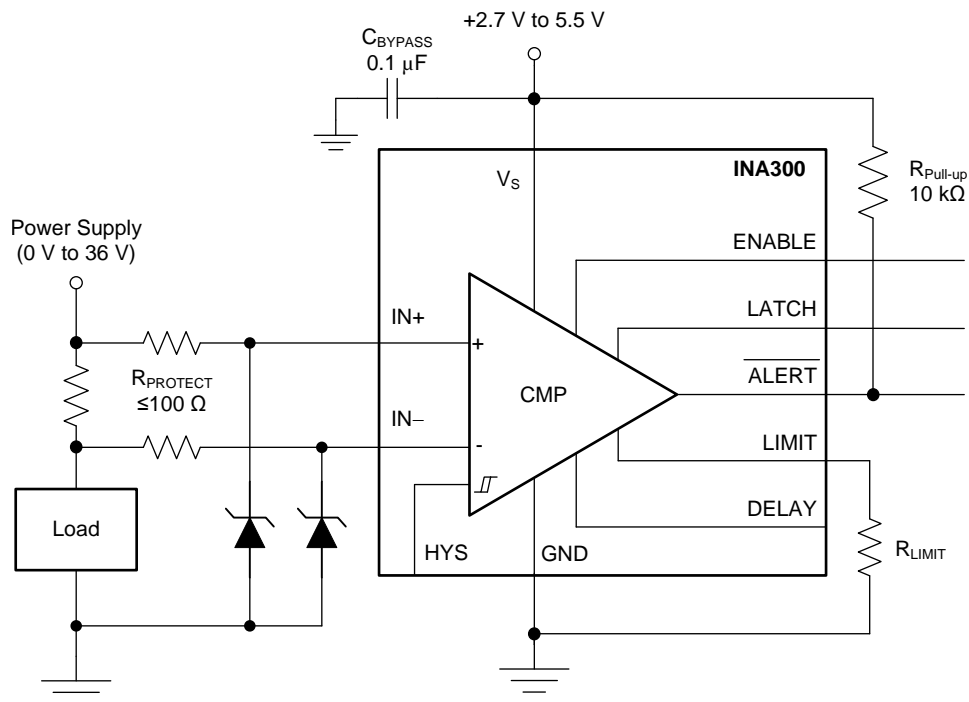 +2.7 V to 5.5 V
CBYPASS
0.1 μF
INA300
VS
RPull-up
10 kΩ
Power Supply
(0 V to 36 V)
ENABLE
IN+
LATCH
+
RPROTECT
≤100 Ω
ALERT
CMP
IN−
LIMIT
-
Load
DELAY
HYS
GND
RLIMIT